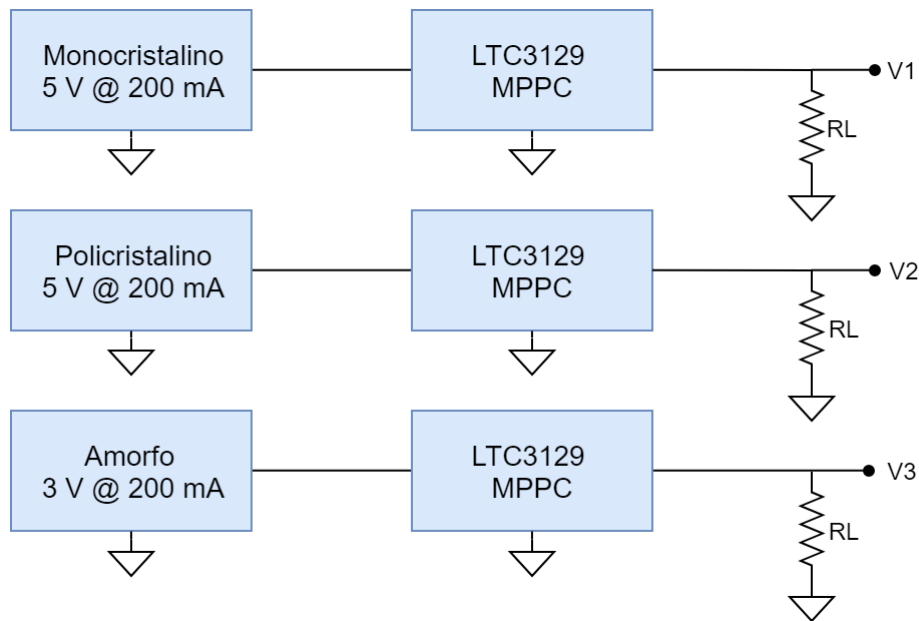 Monocristalino
5 V @ 200 mA
LTC3129
MPPC
V1
RL
Policristalino
5 V @ 200 mA
LTC3129
MPPC
V2
RL
Amorfo
3 V @ 200 mA
LTC3129
MPPC
V3
RL